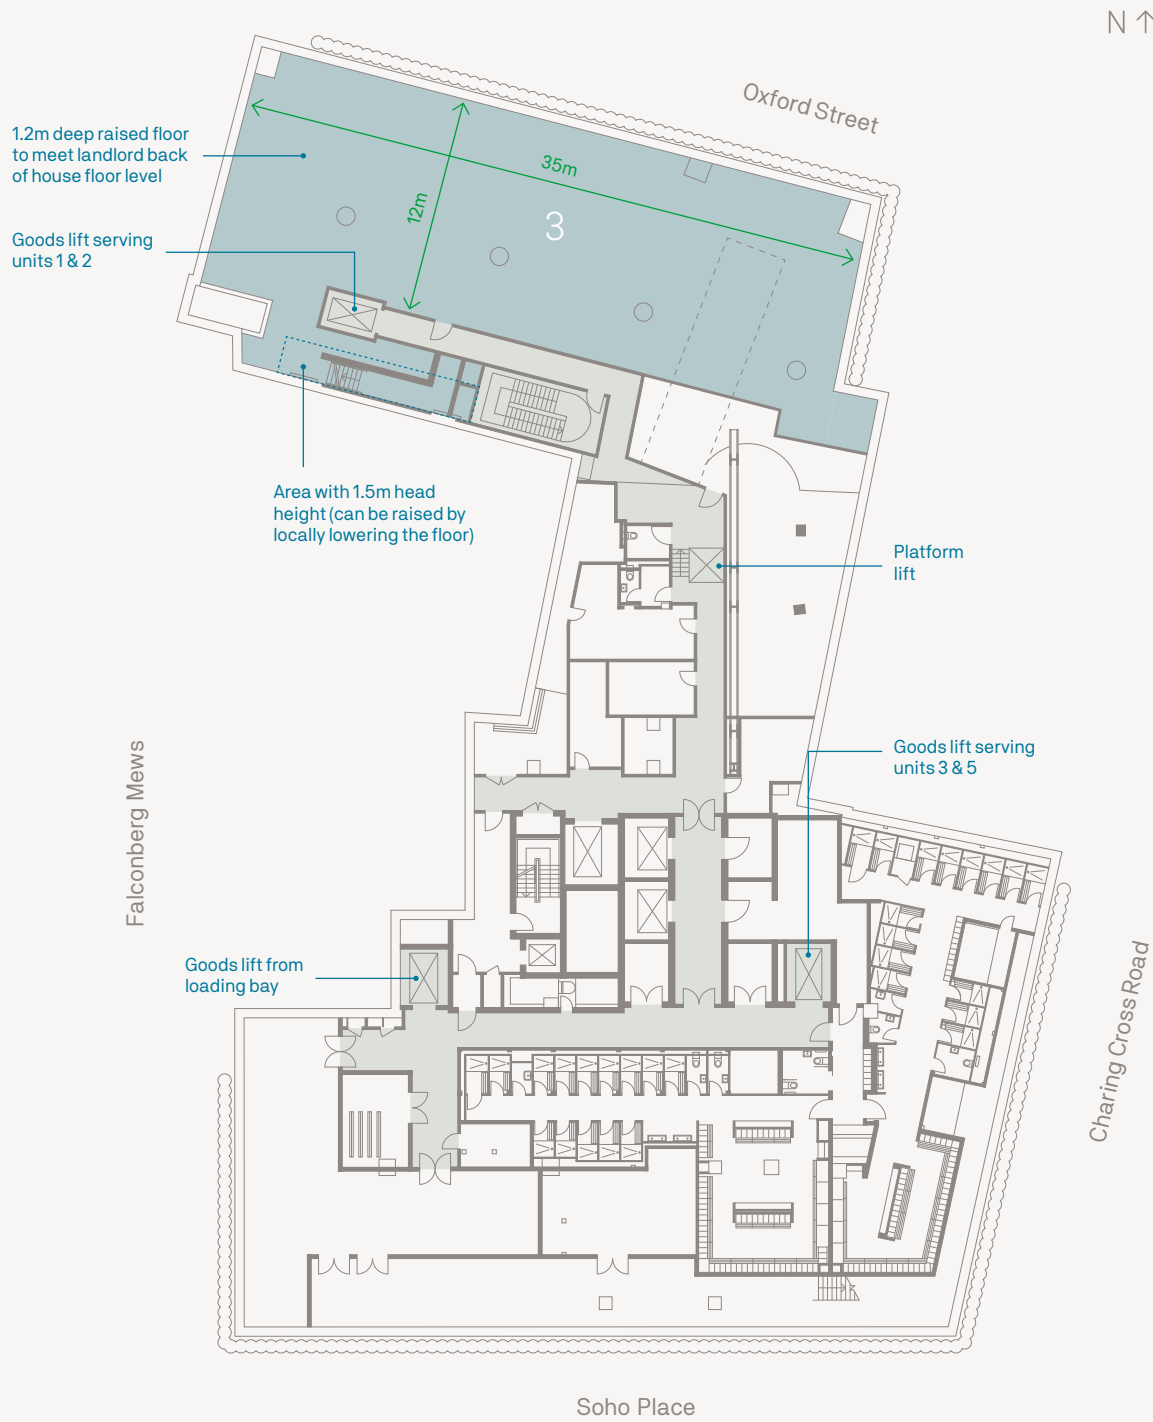 N
Oxford Street
1.2m deep raised floor
to meet landlord back
of house floor level
35m
12m
3
Goods lift serving
units 1 & 2
Area with 1.5m head
height (can be raised by
locally lowering the floor)
Platform
lift
Falconberg Mews
Goods lift serving
units 3 & 5
Goods lift from
loading bay
Charing Cross Road
Soho Place